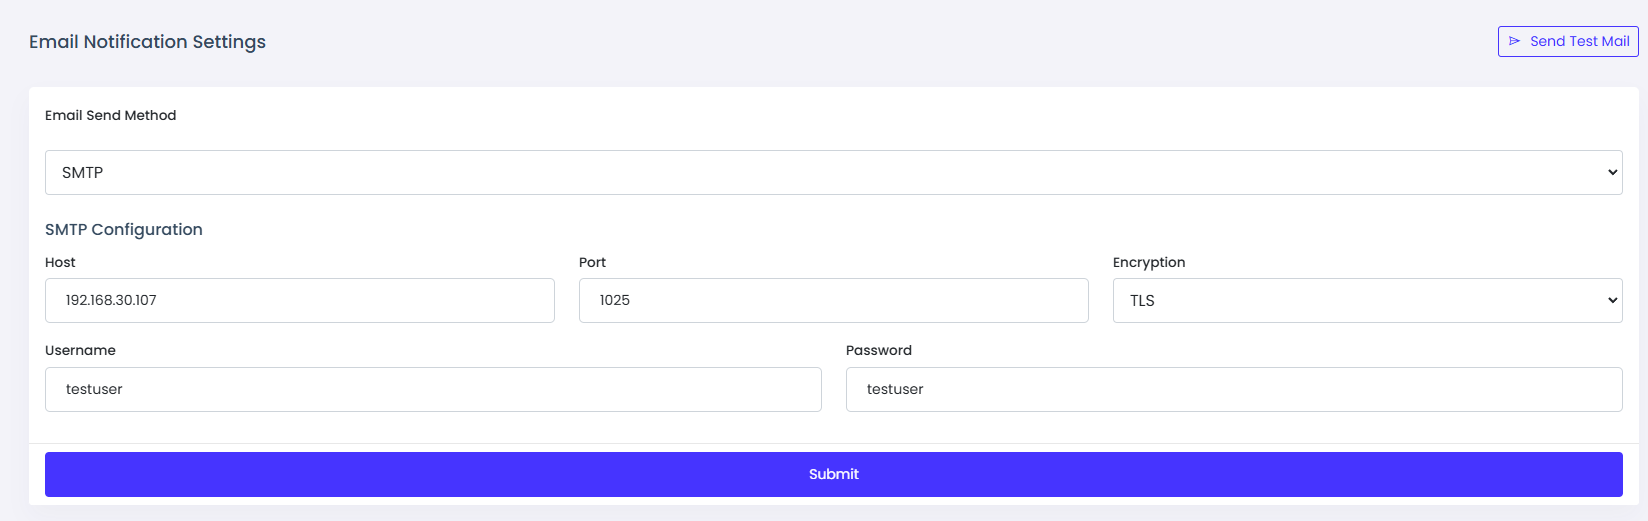 Email Notification Settings
Send Test Mail
Email Send Method
SMTP
SMTP Configuration
Host
Port
Encryption
192.168.30.107
1025
TLS
Username
Password
testuser
testuser
Submit